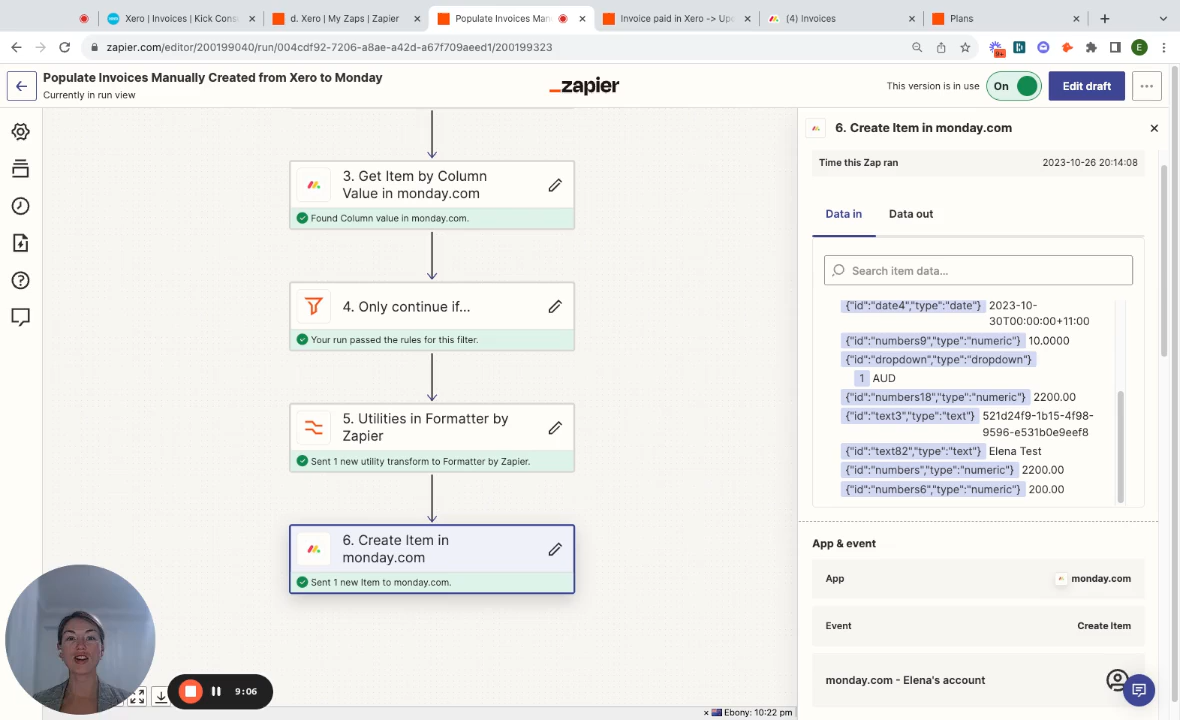 Xero | Invoices | Kick Cons
d. Xero | My Zaps | Zapier
Populate Invoices Man
Invoice paid in Xero -> Upd
(4) Invoices
Plans
zapier.com/editor/200199040/run/004cdf92-7206-a8ae-a42d-a67f709aeed1/200199323
9+
E
Populate Invoices Manually Created from Xero to Monday
Currently in run view
zapier
This version is in use
On
Edit draft
3. Get Item by Column
Value in monday.com
Found Column value in monday.com.
4. Only continue if...
Your run passed the rules for this filter.
5. Utilities in Formatter by
Zapier
Sent 1 new utility transform to Formatter by Zapier.
6. Create Item in
monday.com
Sent 1 new Item to monday.com.
9:06
Ebony: 10:22 pm
6. Create Item in monday.com
Time this Zap ran
2023-10-26 20:14:08
Data in
Data out
Search item data...
{"id":"date4","type":"date"} 2023-10-
30T00:00:00+11:00
{"id":"numbers9","type":"numeric"} 10.0000
{"id":"dropdown","type":"dropdown"}
1 AUD
{"id":"numbers18","type":"numeric"} 2200.00
{"id":"text3","type":"text"} 521d24f9-1b15-4f98-
9596-e531b0e9eef8
{"id":"text82","type":"text"} Elena Test
{"id":"numbers","type":"numeric"} 2200.00
{"id":"numbers6","type":"numeric"} 200.00
App & event
App
monday.com
Event
Create Item
monday.com - Elena's account